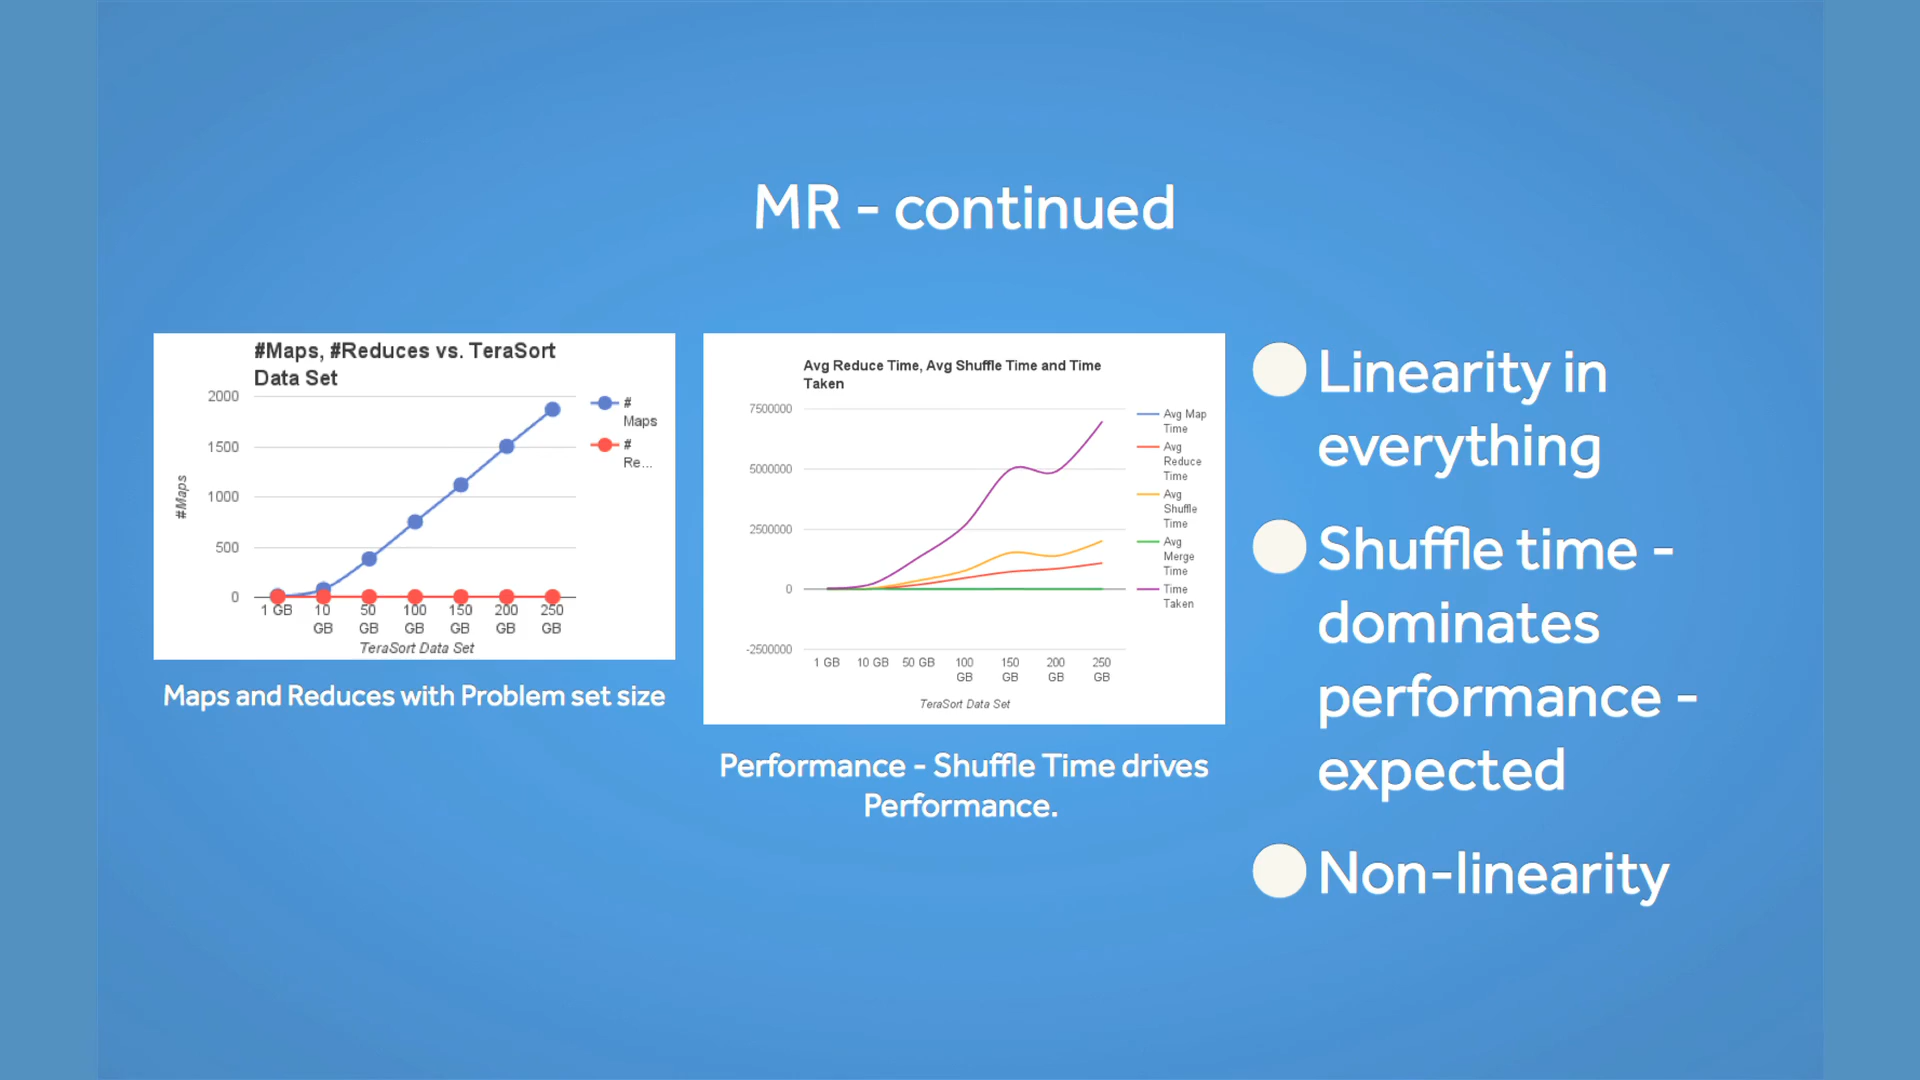 MR - continued
#Maps, #Reduces vs. TeraSort
Data Set
2000
1500
1000
500
0
#Maps
1 GB
10
GB
50
GB
100
GB
150
GB
200
GB
250
GB
TeraSort Data Set
#
Maps
#
Re...
Maps and Reduces with Problem set size
Avg Reduce Time, Avg Shuffle Time and Time
Taken
7500000
5000000
2500000
0
-2500000
1 GB
10 GB
50 GB
100
GB
150
GB
200
GB
250
GB
TeraSort Data Set
Avg Map
Time
Avg
Reduce
Time
Avg
Shuffle
Time
Avg
Merge
Time
Time
Taken
Performance - Shuffle Time drives
Performance.
Linearity in
everything
Shuffle time -
dominates
performance -
expected
Non-linearity